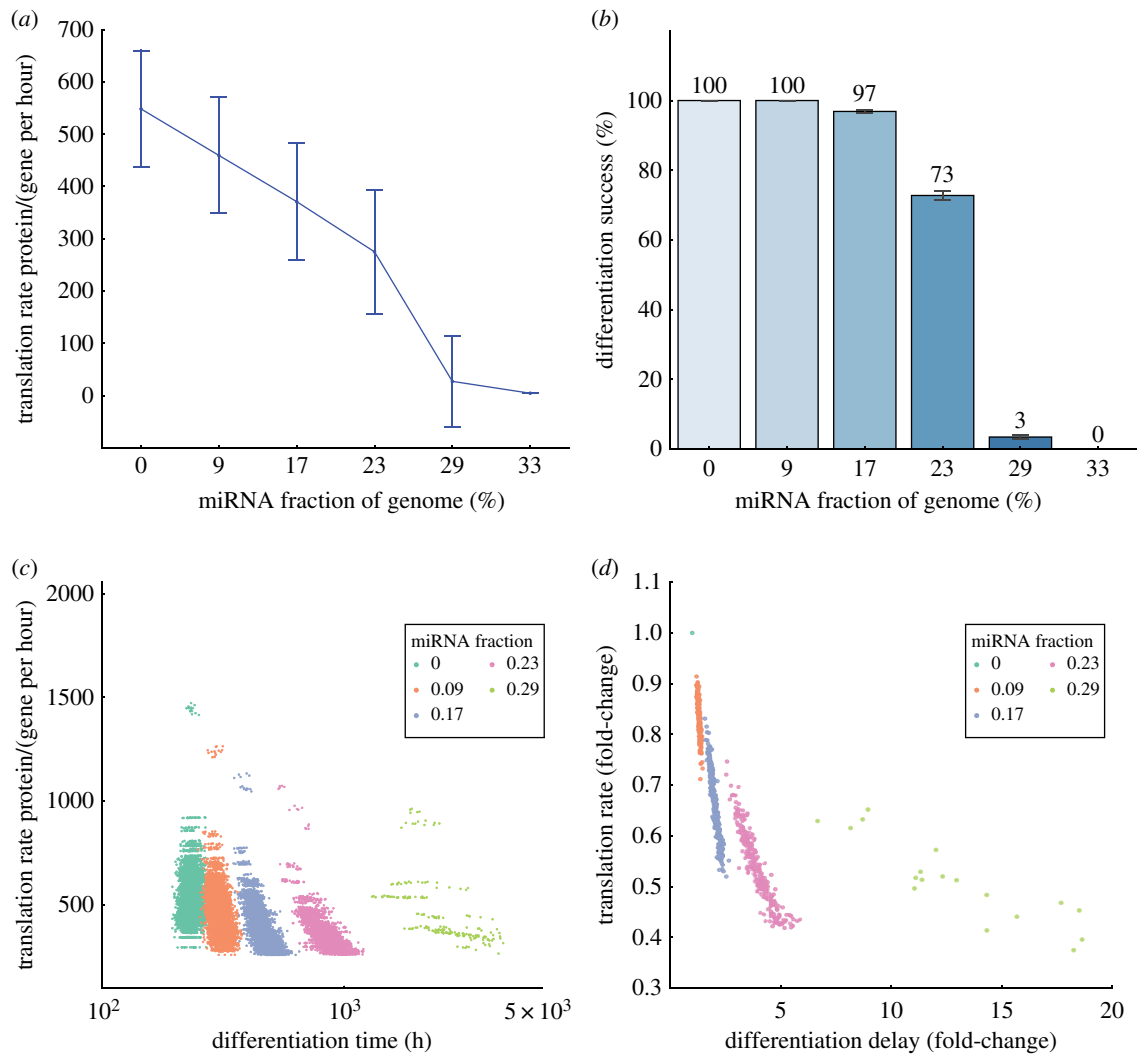 (a)
700
600
500
400
300
200
100
0
translation rate protein/(gene per hour)
0 9 17 23 29 33
miRNA fraction of genome (%)
(b)
100
80
60
40
20
0
differentiation success (%)
100 100 97 73 3 0
0 9 17 23 29 33
miRNA fraction of genome (%)
(c)
2000
1500
1000
500
translation rate protein/(gene per hour)
miRNA fraction
0 0.23
0.09 0.29
0.17
10² 10³ 5 × 10³
differentiation time (h)
(d)
1.1
1.0
0.9
0.8
0.7
0.6
0.5
0.4
0.3
translation rate (fold-change)
miRNA fraction
0 0.23
0.09 0.29
0.17
5 10 15 20
differentiation delay (fold-change)